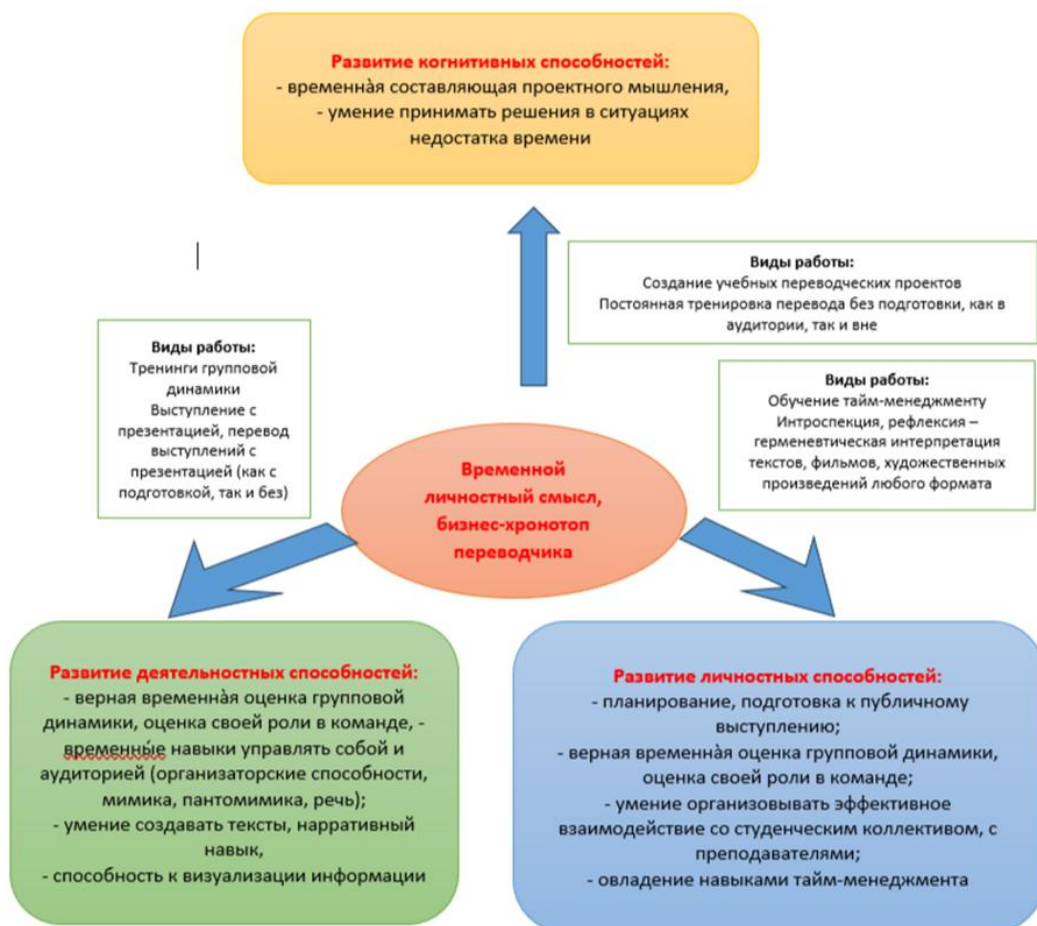 Развитие когнитивных способностей:
- временна̀я составляющая проектного мышления,
- умение принимать решения в ситуациях
недостатка времени
Виды работы:
Создание учебных переводческих проектов
Постоянная тренировка перевода без подготовки, как в
аудитории, так и вне
Виды работы:
Тренинги групповой
динамики
Выступление с
презентацией, перевод
выступлений с
презентацией (как с
подготовкой, так и без)
Виды работы:
Обучение тайм-менеджменту
Интроспекция, рефлексия –
герменевтическая интерпретация
текстов, фильмов, художественных
произведений любого формата
Временной
личностный смысл,
бизнес-хронотоп
переводчика
Развитие деятельностных способностей:
- верная временна̀я оценка групповой
динамики, оценка своей роли в команде, -
временны́е навыки управлять собой и
аудиторией (организаторские способности,
мимика, пантомимика, речь);
- умение создавать тексты, нарративный
навык,
- способность к визуализации информации
Развитие личностных способностей:
- планирование, подготовка к публичному
выступлению;
- верная временна̀я оценка групповой динамики,
оценка своей роли в команде;
- умение организовывать эффективное
взаимодействие со студенческим коллективом, с
преподавателями;
- овладение навыками тайм-менеджмента